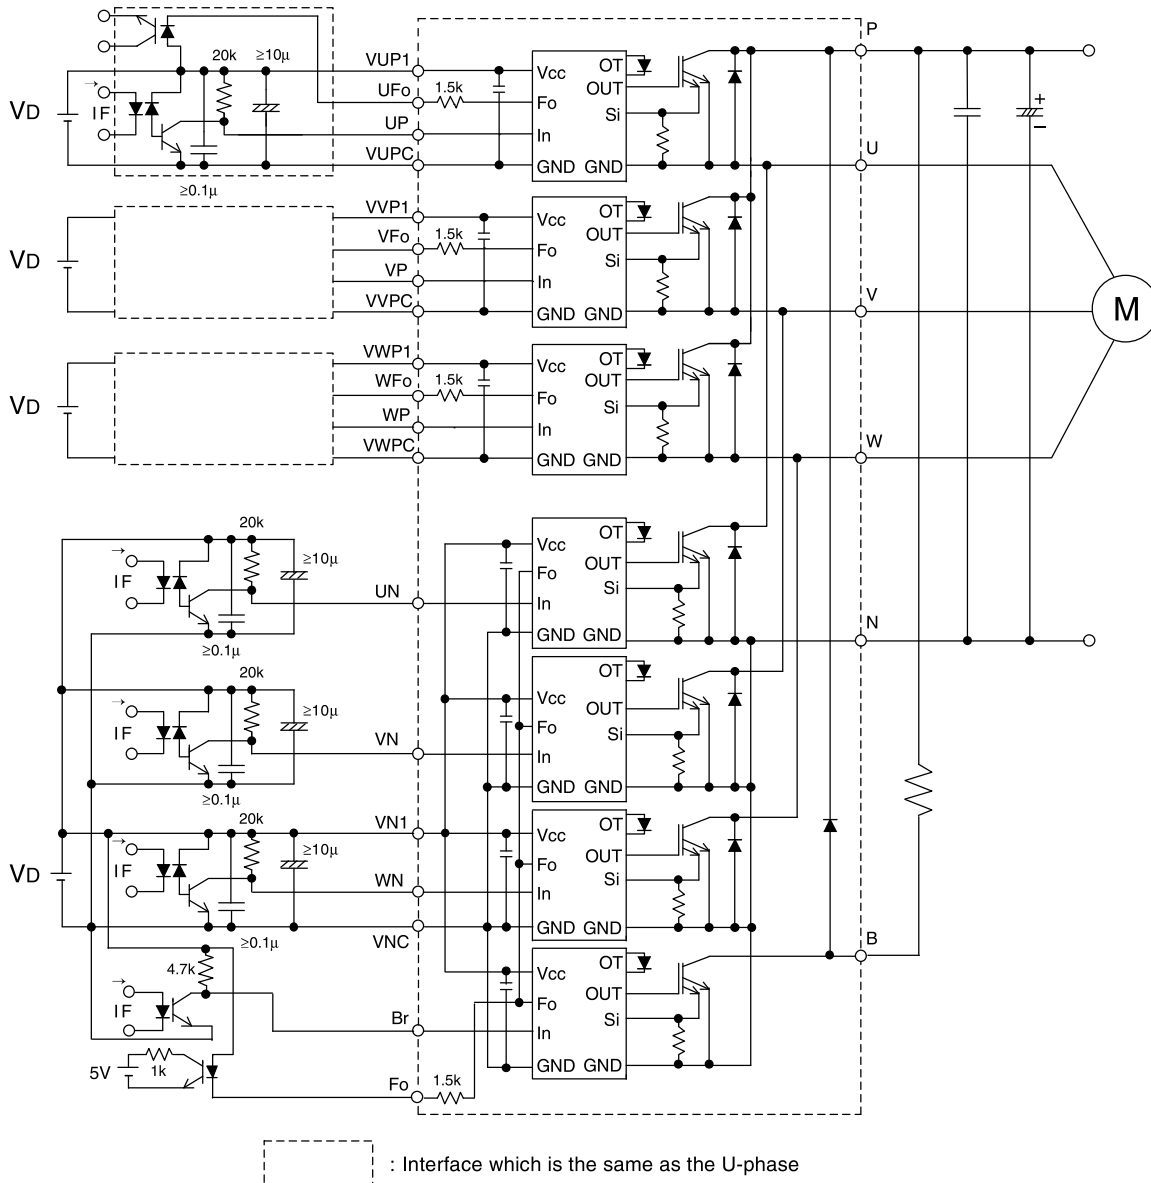 20k
≥10µ
VD
→
IF
≥0.1µ
VUP1
UFo
UP
VUPC
1.5k
Vcc
Fo
In
GND
GND
OT
OUT
Si
P
U
+
−
VD
VVP1
VFo
VP
VVPC
1.5k
Vcc
Fo
In
GND
GND
OT
OUT
Si
V
M
VD
VWP1
WFo
WP
VWPC
1.5k
Vcc
Fo
In
GND
GND
OT
OUT
Si
W
20k
≥10µ
→
IF
≥0.1µ
UN
Vcc
Fo
In
GND
GND
OT
OUT
Si
N
20k
≥10µ
→
IF
≥0.1µ
VN
Vcc
Fo
In
GND
GND
OT
OUT
Si
20k
≥10µ
VD
→
IF
≥0.1µ
VN1
WN
VNC
Vcc
Fo
In
GND
GND
OT
OUT
Si
B
4.7k
→
IF
5V
1k
Br
Fo
1.5k
Vcc
Fo
In
GND
GND
OT
OUT
Si
: Interface which is the same as the U-phase